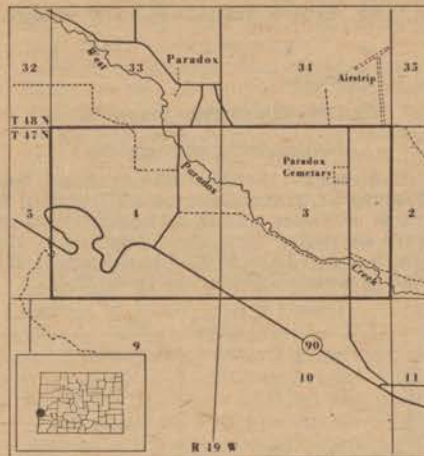 32
33
34
35
Paradox
Airstrip
West
T 48 N
T 47 N
Paradox
Cemetary
Paradox
5
4
3
2
Creek
90
9
10
11
R 19 W